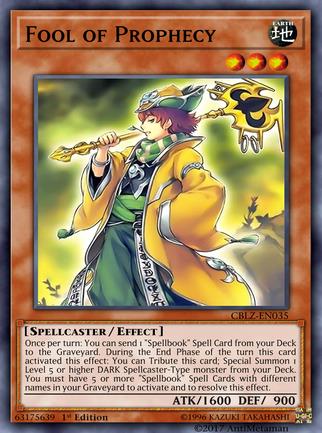 Fool of Prophecy
EARTH
地
CBLZ-EN035
[Spellcaster / Effect]
Once per turn: You can send 1 "Spellbook" Spell Card from your Deck
to the Graveyard. During the End Phase of the turn this card
activated this effect: You can Tribute this card; Special Summon 1
Level 5 or higher DARK Spellcaster-Type monster from your Deck.
You must have 5 or more "Spellbook" Spell Cards with different
names in your Graveyard to activate and to resolve this effect.
ATK/1600 DEF/ 900
63175639 1st Edition ©1996 KAZUKI TAKAHASHI
©2017 AntiMetaman